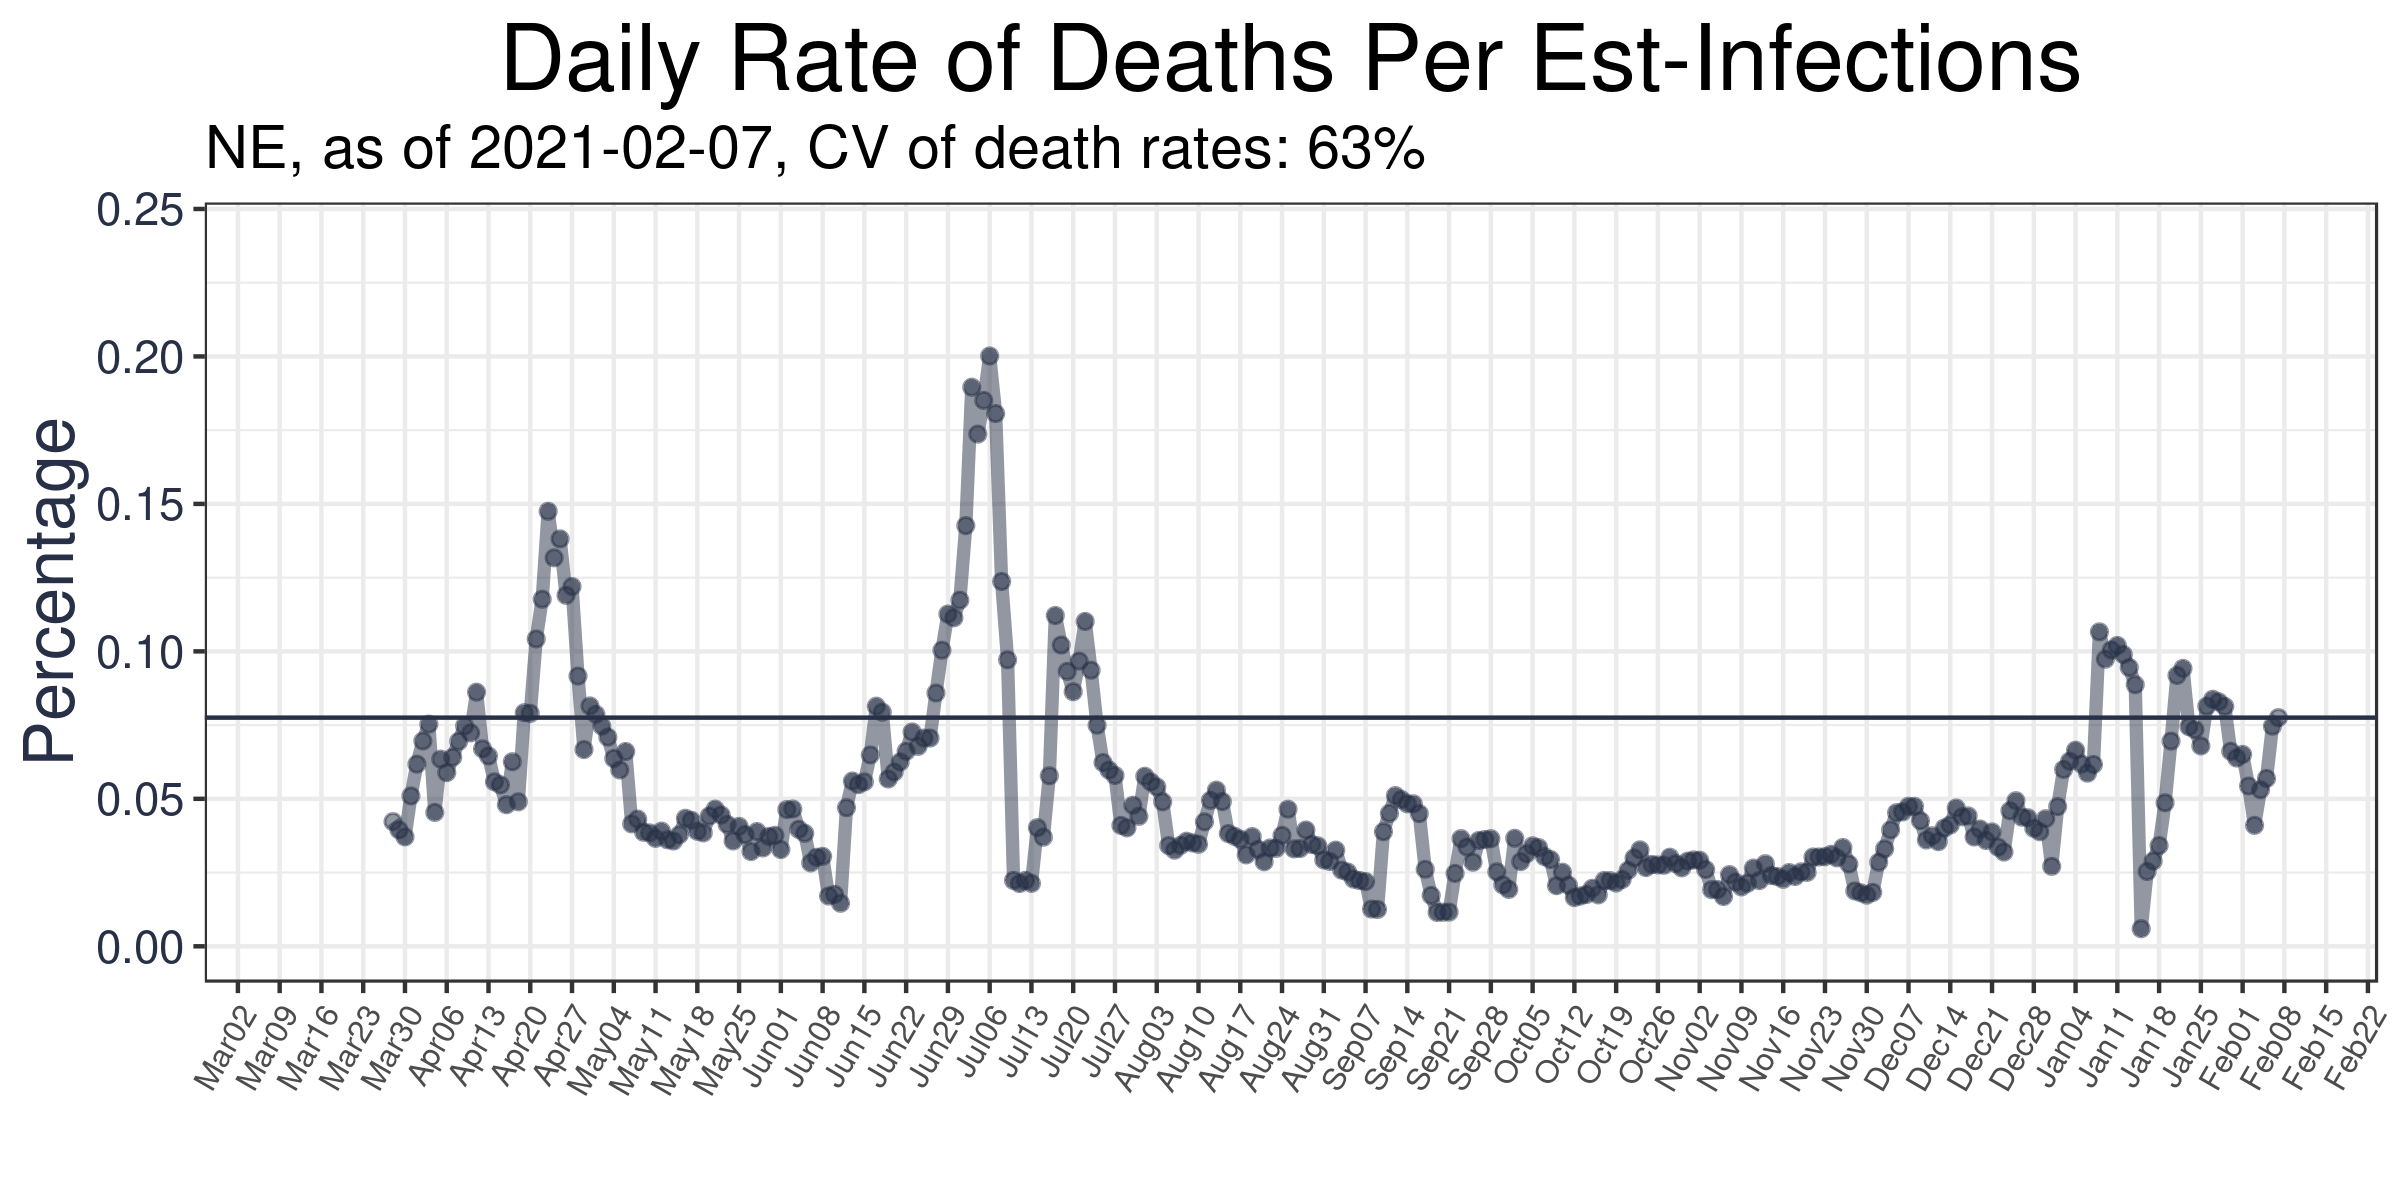 Daily Rate of Deaths Per Est-Infections
NE, as of 2021-02-07, CV of death rates: 63%
Percentage
0.25
0.20
0.15
0.10
0.05
0.00
Mar02
Mar09
Mar16
Mar23
Mar30
Apr06
Apr13
Apr20
Apr27
May04
May11
May18
May25
Jun01
Jun08
Jun15
Jun22
Jun29
Jul06
Jul13
Jul20
Jul27
Aug03
Aug10
Aug17
Aug24
Aug31
Sep07
Sep14
Sep21
Sep28
Oct05
Oct12
Oct19
Oct26
Nov02
Nov09
Nov16
Nov23
Nov30
Dec07
Dec14
Dec21
Dec28
Jan04
Jan11
Jan18
Jan25
Feb01
Feb08
Feb15
Feb22